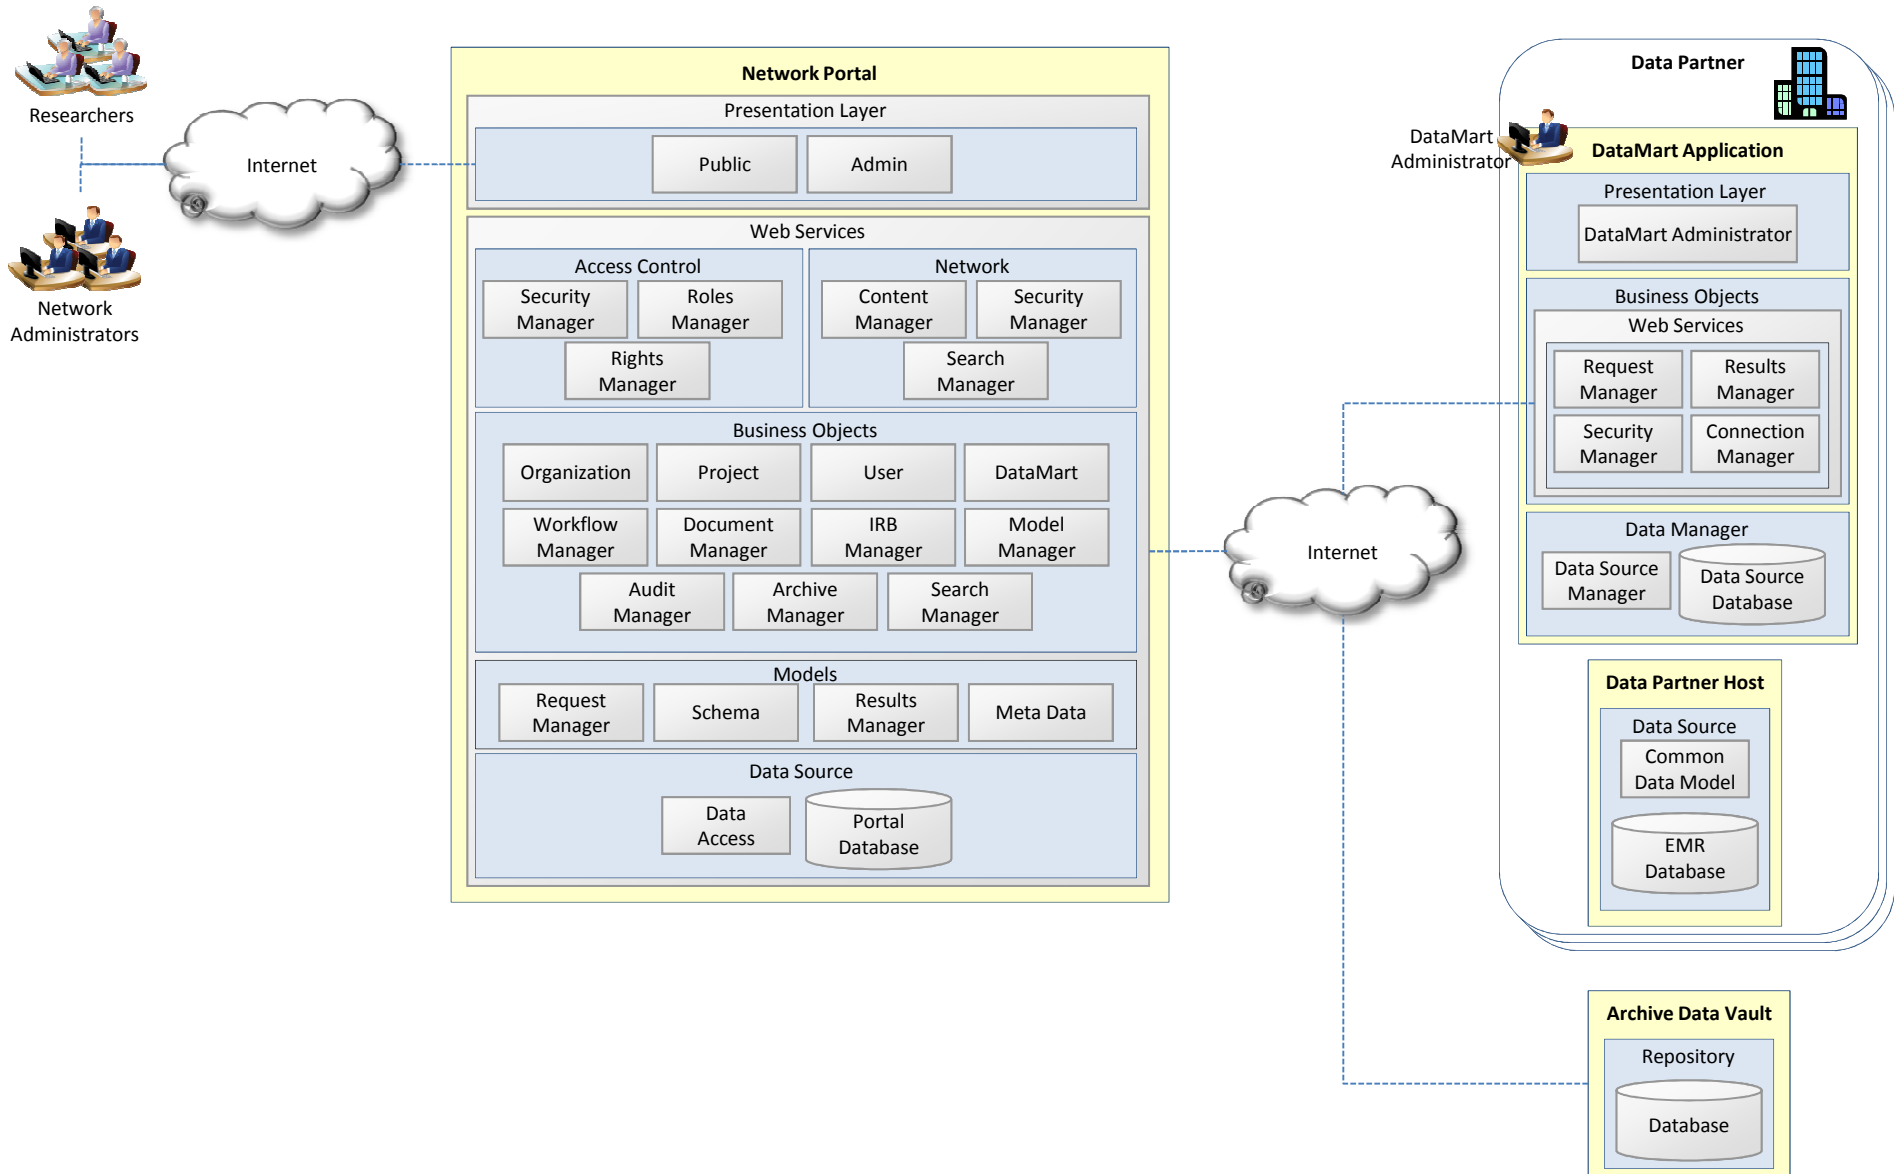 Researchers
Network
Administrators
Internet
Network Portal
Presentation Layer
Public
Admin
Web Services
Access Control
Security
Manager
Roles
Manager
Rights
Manager
Network
Content
Manager
Security
Manager
Search
Manager
Business Objects
Organization
Project
User
DataMart
Workflow
Manager
Document
Manager
IRB
Manager
Model
Manager
Audit
Manager
Archive
Manager
Search
Manager
Models
Request
Manager
Schema
Results
Manager
Meta Data
Data Source
Data
Access
Portal
Database
Internet
Data Partner
DataMart
Administrator
DataMart Application
Presentation Layer
DataMart Administrator
Business Objects
Web Services
Request
Manager
Results
Manager
Security
Manager
Connection
Manager
Data Manager
Data Source
Manager
Data Source
Database
Data Partner Host
Data Source
Common
Data Model
EMR
Database
Archive Data Vault
Repository
Database